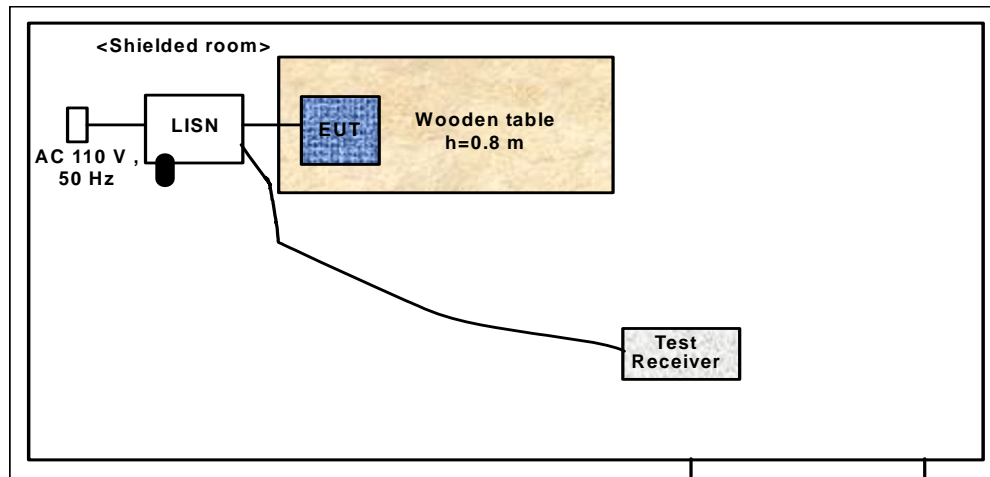 <Shielded room>
LISN
EUT
Wooden table
h=0.8 m
AC 110 V ,
50 Hz
Test
Receiver